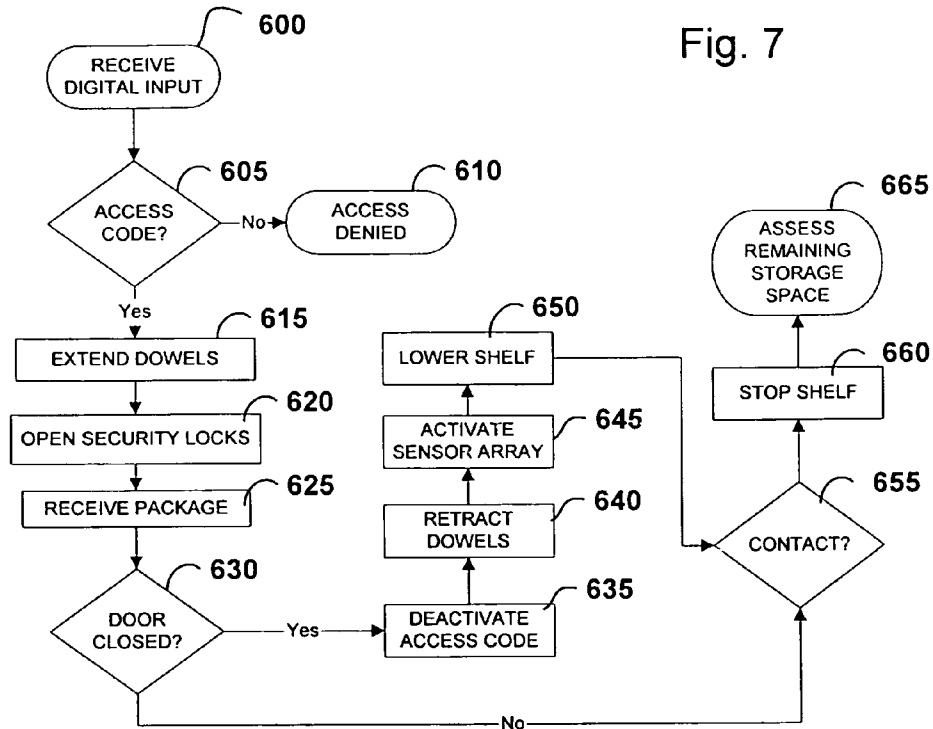 Fig. 7
600
RECEIVE
DIGITAL INPUT
605
ACCESS
CODE?
No
610
ACCESS
DENIED
Yes
615
EXTEND DOWELS
620
OPEN SECURITY LOCKS
625
RECEIVE PACKAGE
630
DOOR
CLOSED?
Yes
635
DEACTIVATE
ACCESS CODE
640
RETRACT
DOWELS
645
ACTIVATE
SENSOR ARRAY
650
LOWER SHELF
655
CONTACT?
No
660
STOP SHELF
665
ASSESS
REMAINING
STORAGE
SPACE